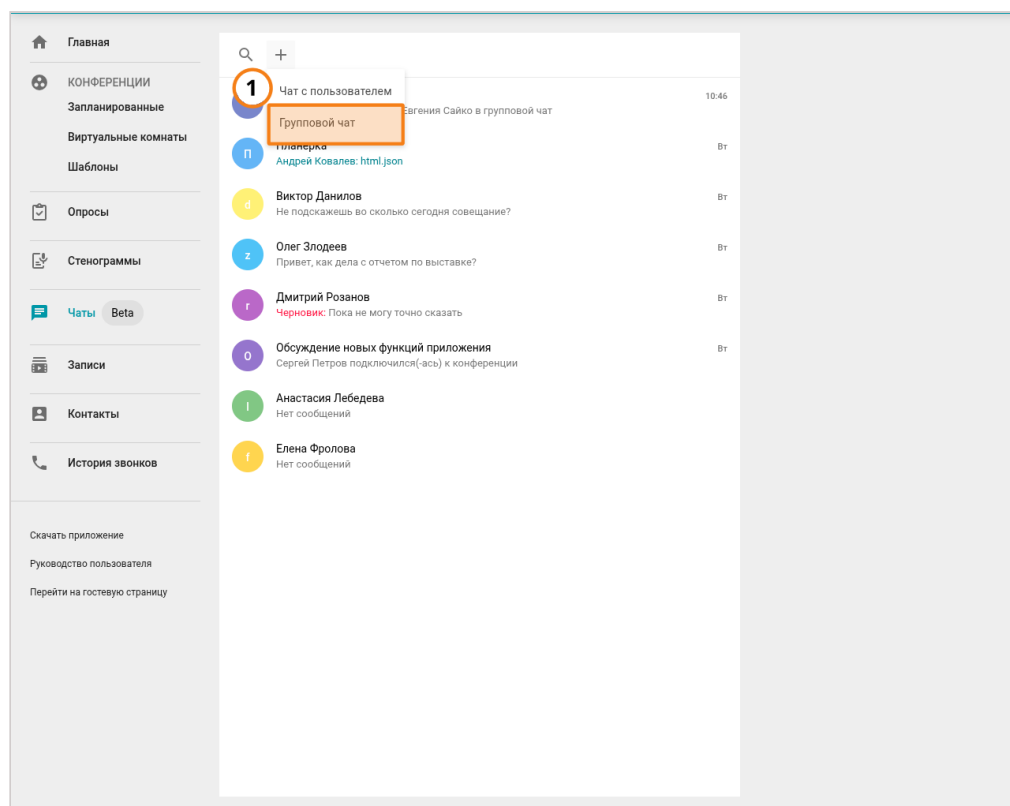 Главная
КОНФЕРЕНЦИИ
Запланированные
Виртуальные комнаты
Шаблоны
Опросы
Стенограммы
Чаты Beta
Записи
Контакты
История звонков
Скачать приложение
Руководство пользователя
Перейти на гостевую страницу
1
Чат с пользователем
Групповой чат
10:46
Евгения Сайко в групповой чат
П
Планерка
Вт
Андрей Ковалев: html.json
d
Виктор Данилов
Вт
Не подскажешь во сколько сегодня совещание?
z
Олег Злодеев
Вт
Привет, как дела с отчетом по выставке?
r
Дмитрий Розанов
Вт
Черновик: Пока не могу точно сказать
О
Обсуждение новых функций приложения
Вт
Сергей Петров подключился(-ась) к конференции
l
Анастасия Лебедева
Нет сообщений
f
Елена Фролова
Нет сообщений